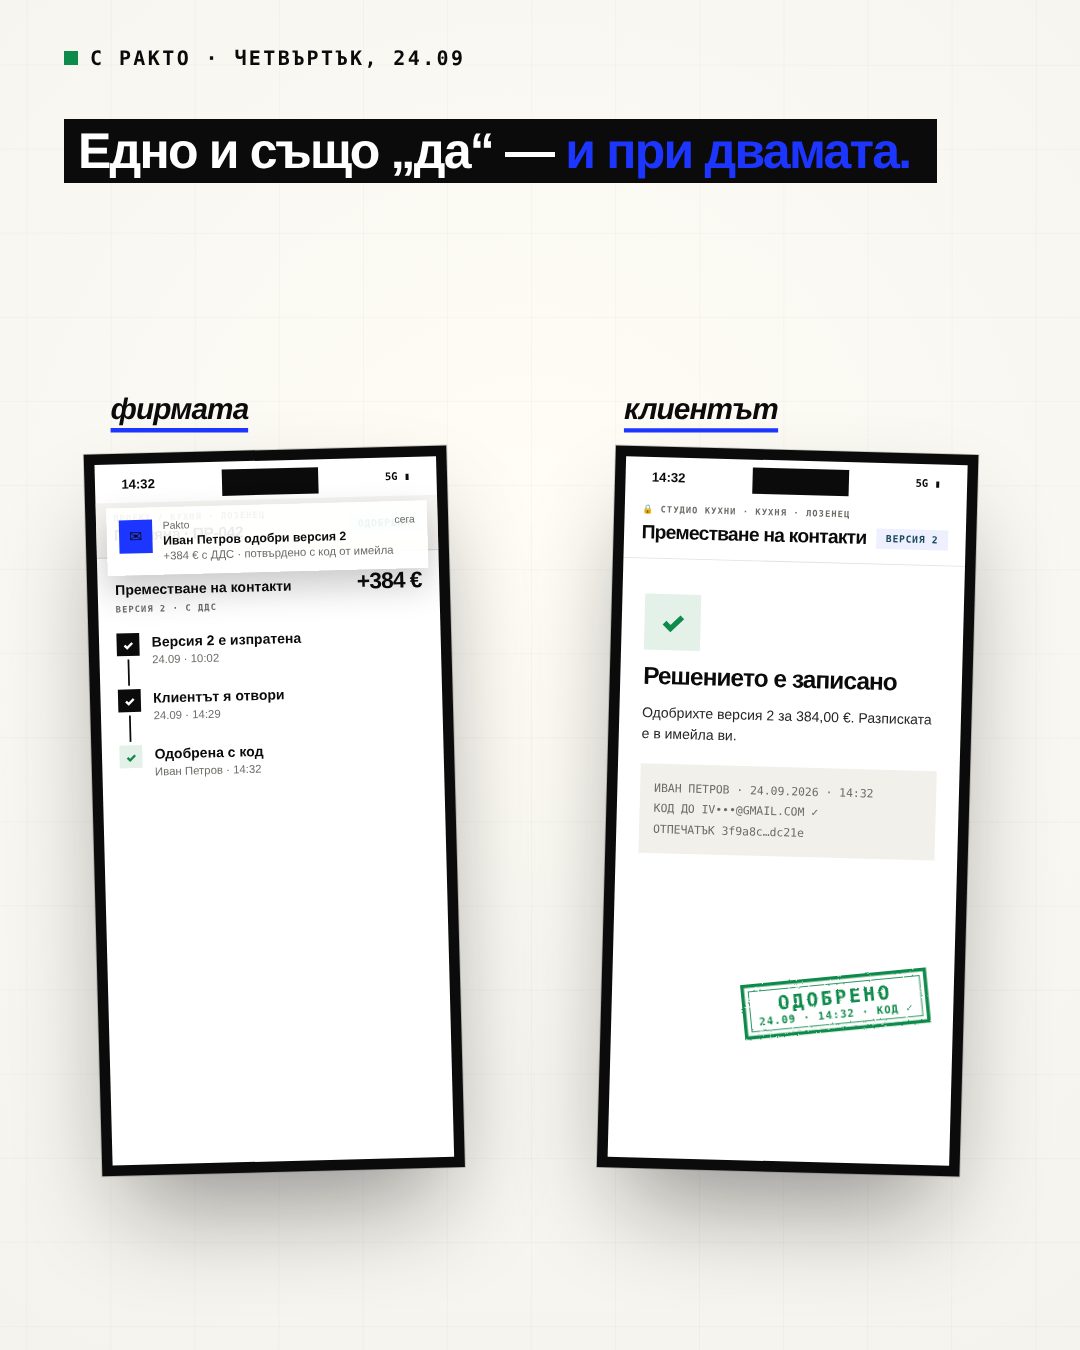 С PAKTO · ЧЕТВЪРТЪК, 24.09
Едно и също „да“ — и при двамата.
фирмата
14:32
5G
Pakto
сега
Иван Петров одобри версия 2
+384 € с ДДС · потвърдено с код от имейла
Преместване на контакти
+384 €
ВЕРСИЯ 2 · С ДДС
Версия 2 е изпратена
24.09 · 10:02
Клиентът я отвори
24.09 · 14:29
Одобрена с код
Иван Петров · 14:32
клиентът
14:32
5G
СТУДИО КУХНИ · КУХНЯ · ЛОЗЕНЕЦ
Преместване на контакти
ВЕРСИЯ 2
Решението е записано
Одобрихте версия 2 за 384,00 €. Разписката
е в имейла ви.
ИВАН ПЕТРОВ · 24.09.2026 · 14:32
КОД ДО IV•••@GMAIL.COM ✓
ОТПЕЧАТЪК 3f9a8c…dc21e
ОДОБРЕНО
24.09 · 14:32 · КОД ✓